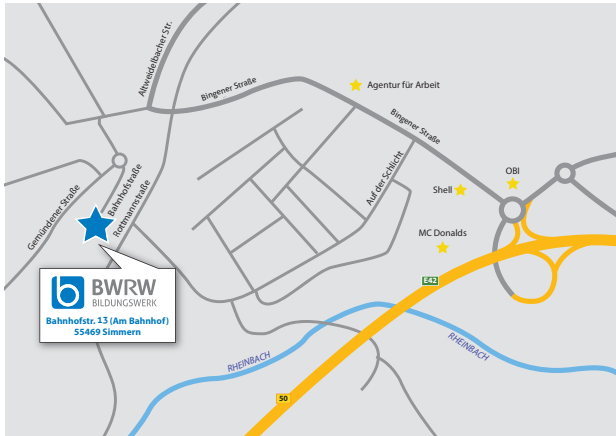 Altweidelbacher Str.
Bingener Straße
Agentur für Arbeit
Bingener Straße
OBI
Shell
Auf der Schlicht
MC Donalds
Gemündener Straße
Bahnhofstraße
Rottmannstraße
b BWRW
BILDUNGSWERK
Bahnhofstr. 13 (Am Bahnhof)
55469 Simmern
E42
RHEINBACH
RHEINBACH
50